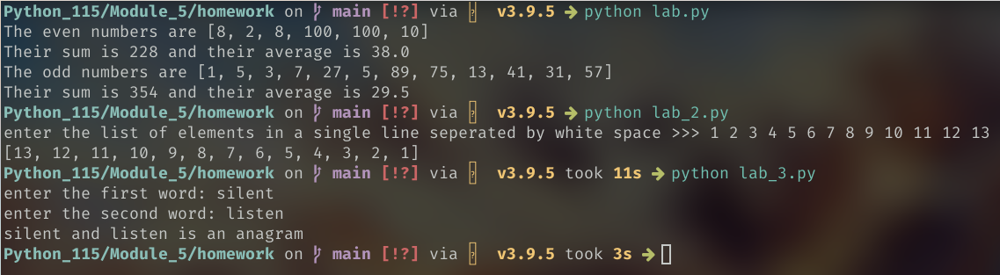 Python_115/Module_5/homework on  main [!?] via  v3.9.5 ➜ python lab.py
The even numbers are [8, 2, 8, 100, 100, 10]
Their sum is 228 and their average is 38.0
The odd numbers are [1, 5, 3, 7, 27, 5, 89, 75, 13, 41, 31, 57]
Their sum is 354 and their average is 29.5
Python_115/Module_5/homework on  main [!?] via  v3.9.5 ➜ python lab_2.py
enter the list of elements in a single line seperated by white space >>> 1 2 3 4 5 6 7 8 9 10 11 12 13
[13, 12, 11, 10, 9, 8, 7, 6, 5, 4, 3, 2, 1]
Python_115/Module_5/homework on  main [!?] via  v3.9.5 took 11s ➜ python lab_3.py
enter the first word: silent
enter the second word: listen
silent and listen is an anagram
Python_115/Module_5/homework on  main [!?] via  v3.9.5 took 3s ➜